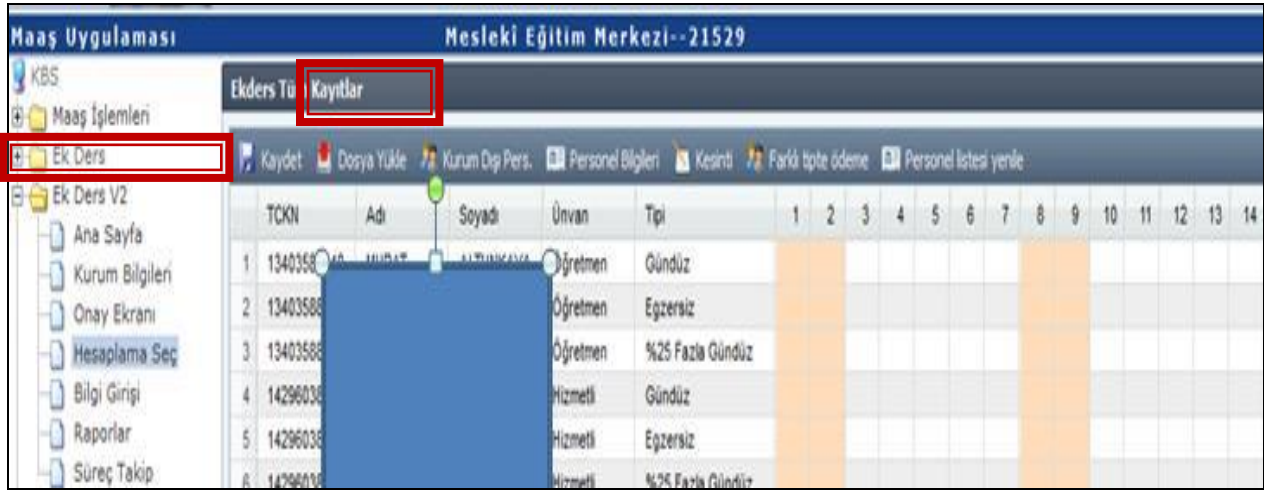 Maaş Uygulaması Mesleki Eğitim Merkezi--21529
KBS
Maaş İşlemleri
Ek Ders
Ek Ders V2
Ana Sayfa
Kurum Bilgileri
Onay Ekranı
Hesaplama Seç
Bilgi Girişi
Raporlar
Süreç Takip
Ekders Kayıtlar
Kaydet Dosya Yükle Kurum Dışı Pers. Personel Bilgileri Kesinti Farklı tipte ödeme Personel listesi yenile
TCKN Adı Soyadı Ünvan Tipi 1 2 3 4 5 6 7 8 9 10 11 12 13 14
1 Gündüz
2 Öğretmen Egzersiz
3 Öğretmen %25 Fazla Gündüz
4 Hizmetli Gündüz
5 Hizmetli Egzersiz
6 Hizmetli %25 Fazla Gündüz